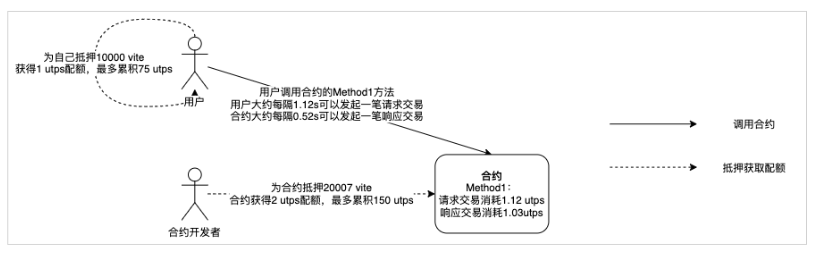 为自己抵押10000 vite
获得1 utps配额，最多累积75 utps
用户
用户调用合约的Method1方法
用户大约每隔1.12s可以发起一笔请求交易
合约大约每隔0.52s可以发起一笔响应交易
调用合约
抵押获取配额
合约
Method1：
请求交易消耗1.12 utps
响应交易消耗1.03utps
为合约抵押20007 vite
合约获得2 utps配额，最多累积150 utps
合约开发者